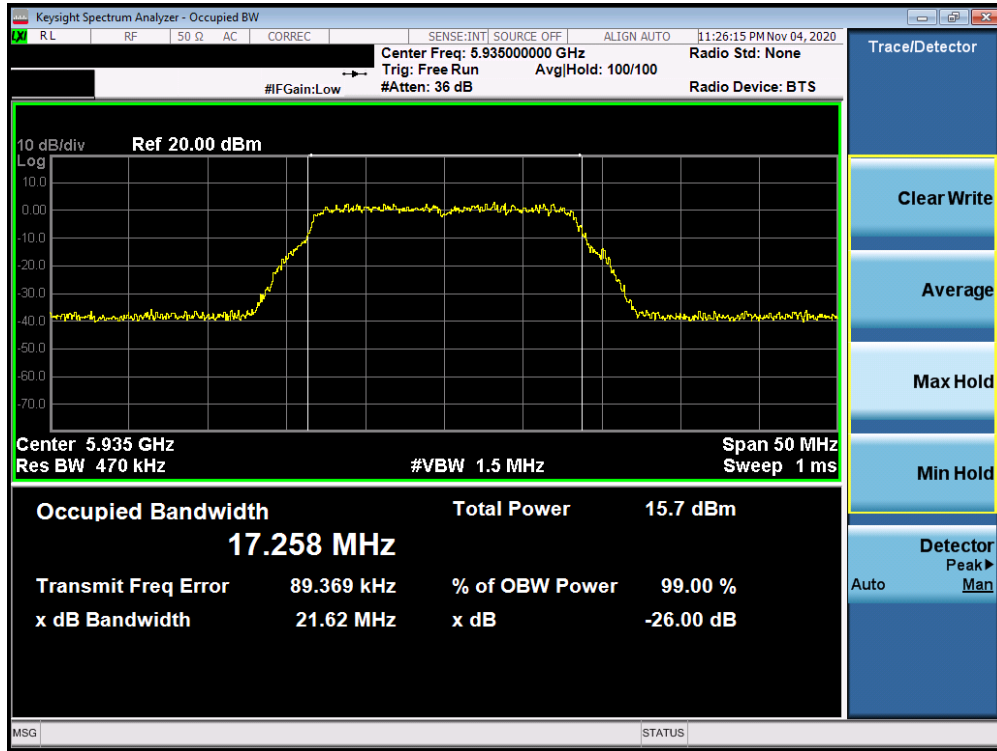 Keysight Spectrum Analyzer - Occupied BW
LXI RL RF 50 Ω AC CORREC SENSE:INT SOURCE OFF ALIGN AUTO 11:26:15 PM Nov 04, 2020
Center Freq: 5.935000000 GHz Radio Std: None
Trig: Free Run Avg|Hold: 100/100
#IFGain:Low #Atten: 36 dB Radio Device: BTS
10 dB/div Ref 20.00 dBm
Log
10.0
0.00
-10.0
-20.0
-30.0
-40.0
-50.0
-60.0
-70.0
Center 5.935 GHz Span 50 MHz
Res BW 470 kHz #VBW 1.5 MHz Sweep 1 ms
Occupied Bandwidth Total Power 15.7 dBm
17.258 MHz
Transmit Freq Error 89.369 kHz % of OBW Power 99.00 %
x dB Bandwidth 21.62 MHz x dB -26.00 dB
MSG STATUS
Trace/Detector
Clear Write
Average
Max Hold
Min Hold
Detector
Peak▶
Auto Man